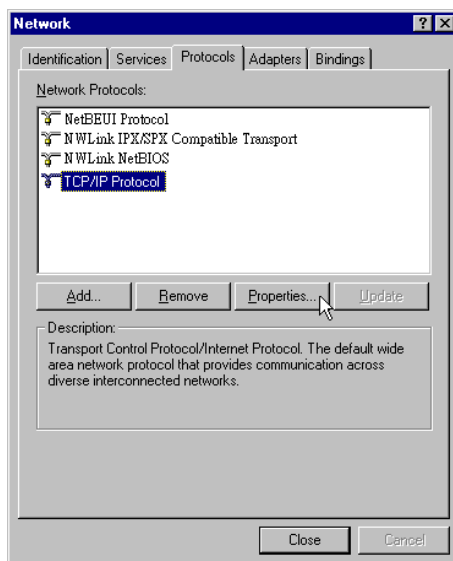 Network
Identification Services Protocols Adapters Bindings
Network Protocols:
NetBEUI Protocol
NWLink IPX/SPX Compatible Transport
NWLink NetBIOS
TCP/IP Protocol
Add... Remove Properties... Update
Description:
Transport Control Protocol/Internet Protocol. The default wide
area network protocol that provides communication across
diverse interconnected networks.
Close Cancel